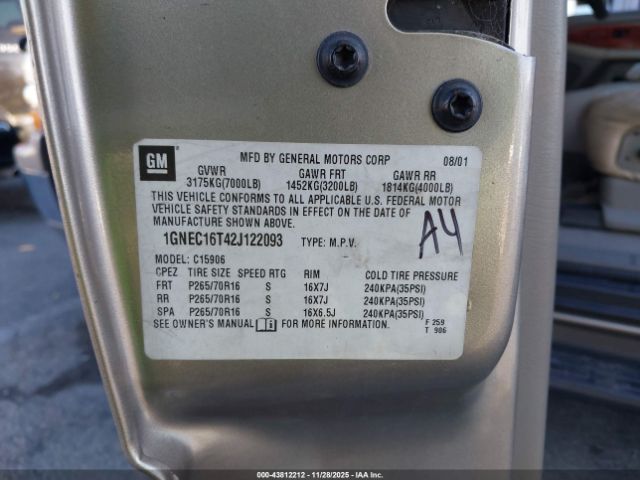 GM
MFD BY GENERAL MOTORS CORP 08/01
GVWR GAWR FRT GAWR RR
3175KG(7000LB) 1452KG(3200LB) 1814KG(4000LB)
THIS VEHICLE CONFORMS TO ALL APPLICABLE U.S. FEDERAL MOTOR
VEHICLE SAFETY STANDARDS IN EFFECT ON THE DATE OF
MANUFACTURE SHOWN ABOVE.
1GNEC16T42J122093 TYPE: M.P.V.
A4
MODEL: C15906
CPEZ TIRE SIZE SPEED RTG RIM COLD TIRE PRESSURE
FRT P265/70R16 S 16X7J 240KPA(35PSI)
RR P265/70R16 S 16X7J 240KPA(35PSI)
SPA P265/70R16 S 16X6.5J 240KPA(35PSI)
SEE OWNER'S MANUAL FOR MORE INFORMATION.
F 259
T 906
000-43812212 - 11/28/2025 - IAAI.COM